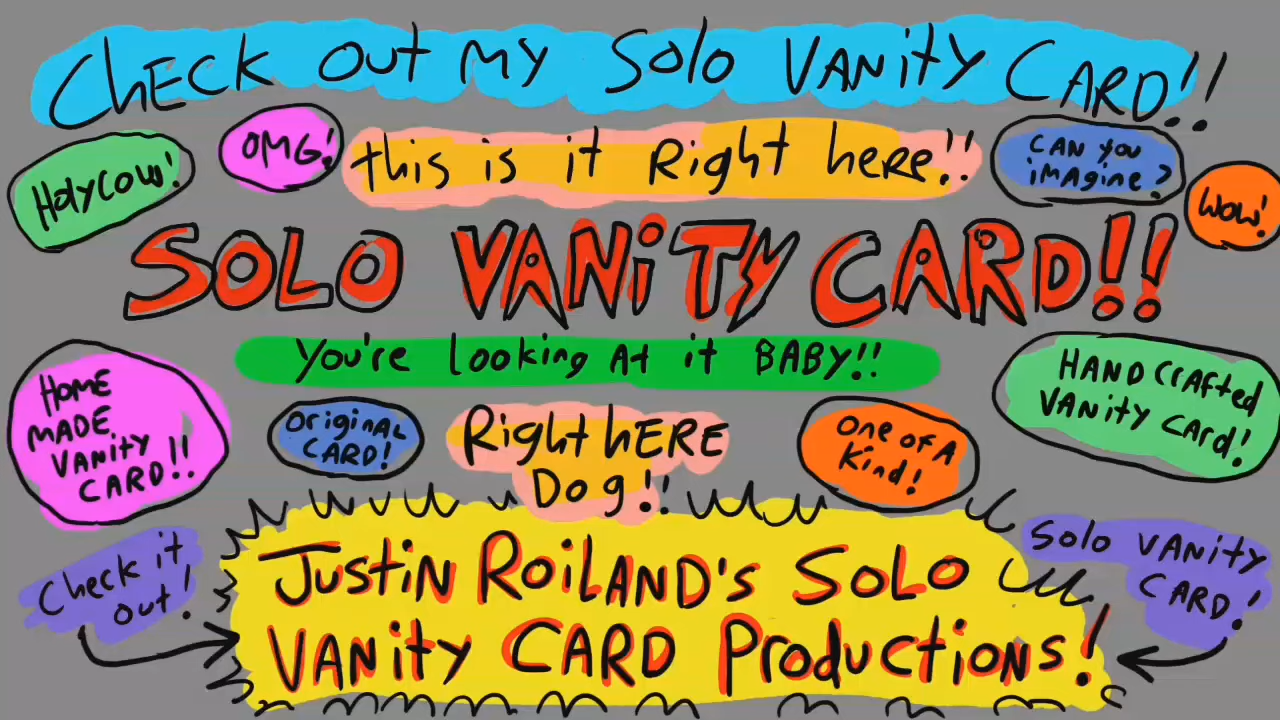 CHECK OUT MY SOLO VANITY CARD!!
OMG!
this is it Right here!!
CAN YOU
iMAgine?
HOLYCOW!
WOW!
SOLO VANiTY CARD!!
You're looking At it BABY!!
HOME
MADE
VANITY
CARD!!
OrigiNAL
CARD!
Right hERE
Dog!!
One of A
Kind!
HANDCrafted
VANity CArd!
Check it
out!
JustiN RoiLAND's SoLo
VANity CARD Productions!
Solo VANity
CARD!